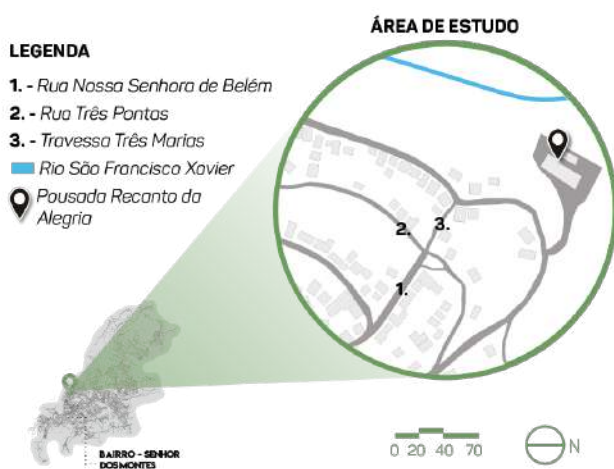 ÁREA DE ESTUDO
LEGENDA
1. - Rua Nossa Senhora de Belém
2. - Rua Três Pontas
3. - Travessa Três Marias
Rio São Francisco Xavier
Pousada Recanto da
Alegria
2.
3.
1.
BAIRRO - SENHOR
DOS MONTES
0 20 40 70
N